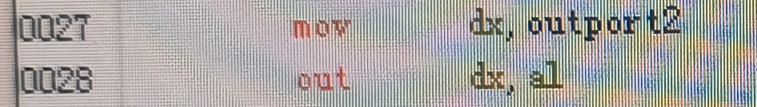 0027 mov dx, outport2
0028 out dx, al